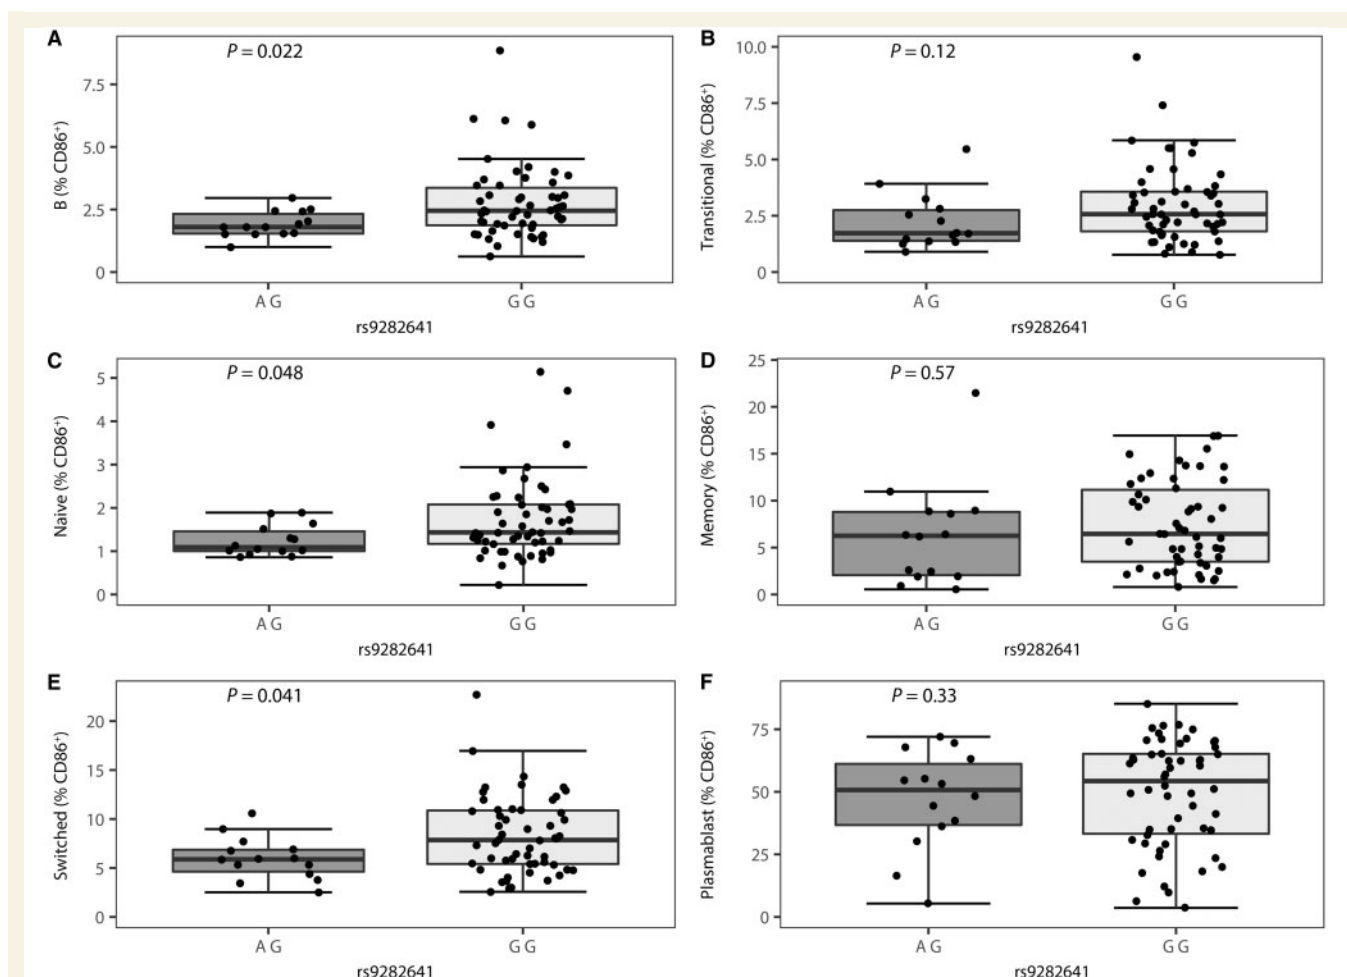 A
P = 0.022
B (% CD86+)
7.5
5.0
2.5
0
A G
G G
rs9282641
B
P = 0.12
Transitional (% CD86+)
10.0
7.5
5.0
2.5
0
A G
G G
rs9282641
C
P = 0.048
Naive (% CD86+)
5
4
3
2
1
0
A G
G G
rs9282641
D
P = 0.57
Memory (% CD86+)
25
20
15
10
5
0
A G
G G
rs9282641
E
P = 0.041
Switched (% CD86+)
20
15
10
5
0
A G
G G
rs9282641
F
P = 0.33
Plasmablast (% CD86+)
75
50
25
0
A G
G G
rs9282641